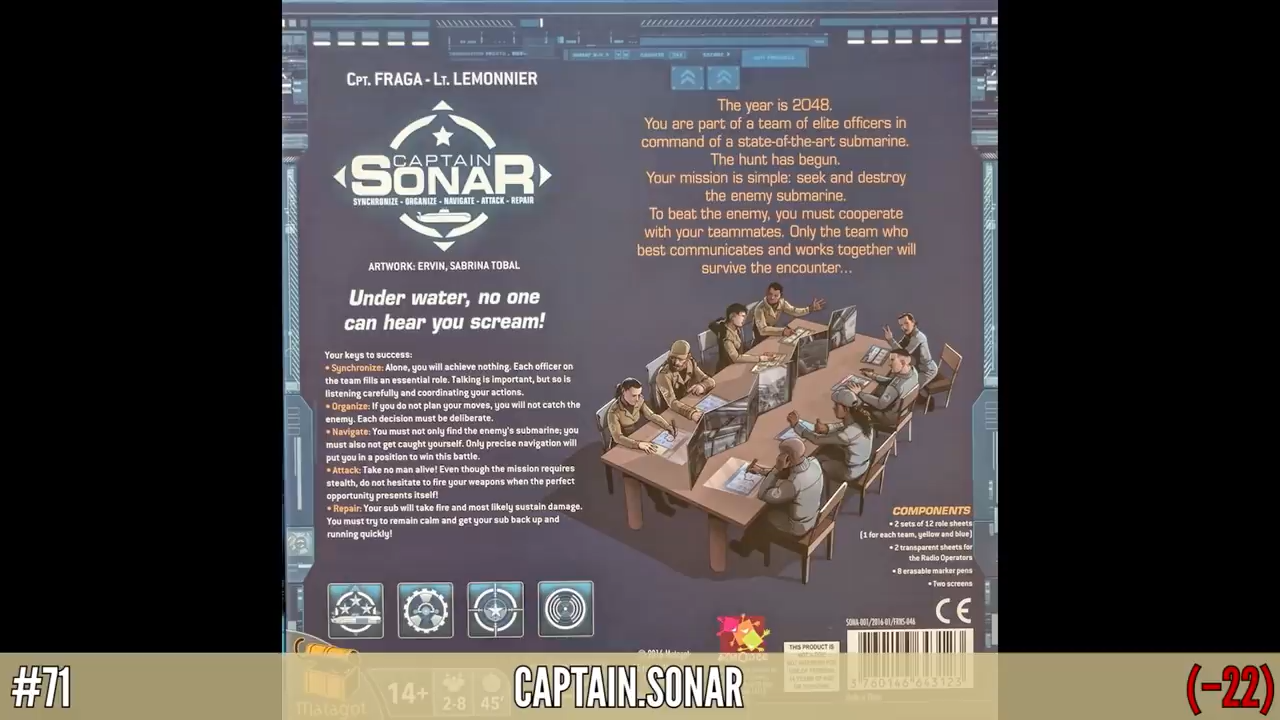 Cpt. FRAGA - Lt. LEMONNIER
CAPTAIN
SONAR
SYNCHRONIZE - ORGANIZE - NAVIGATE - ATTACK - REPAIR
ARTWORK: ERVIN, SABRINA TOBAL
Under water, no one
can hear you scream!
Your keys to success:
• Synchronize: Alone, you will achieve nothing. Each officer on
the team fills an essential role. Talking is important, but so is
listening carefully and coordinating your actions.
• Organize: If you do not plan your moves, you will not catch the
enemy. Each decision must be deliberate.
• Navigate: You must not only find the enemy's submarine; you
must also not get caught yourself. Only precise navigation will
put you in a position to win this battle.
• Attack: Take no man alive! Even though the mission requires
stealth, do not hesitate to fire your weapons when the perfect
opportunity presents itself!
• Repair: Your sub will take fire and most likely sustain damage.
You must try to remain calm and get your sub back up and
running quickly!
The year is 2048.
You are part of a team of elite officers in
command of a state-of-the-art submarine.
The hunt has begun.
Your mission is simple: seek and destroy
the enemy submarine.
To beat the enemy, you must cooperate
with your teammates. Only the team who
best communicates and works together will
survive the encounter...
COMPONENTS
• 2 sets of 12 role sheets
(1 for each team, yellow and blue)
• 2 transparent sheets for
the Radio Operators
• 8 erasable marker pens
• Two screens
CE
SONA-001/2016-01/FRNS-046
THIS PRODUCT IS
Matagot
14+
2-8
45'
#71
CAPTAIN.SONAR
(-22)